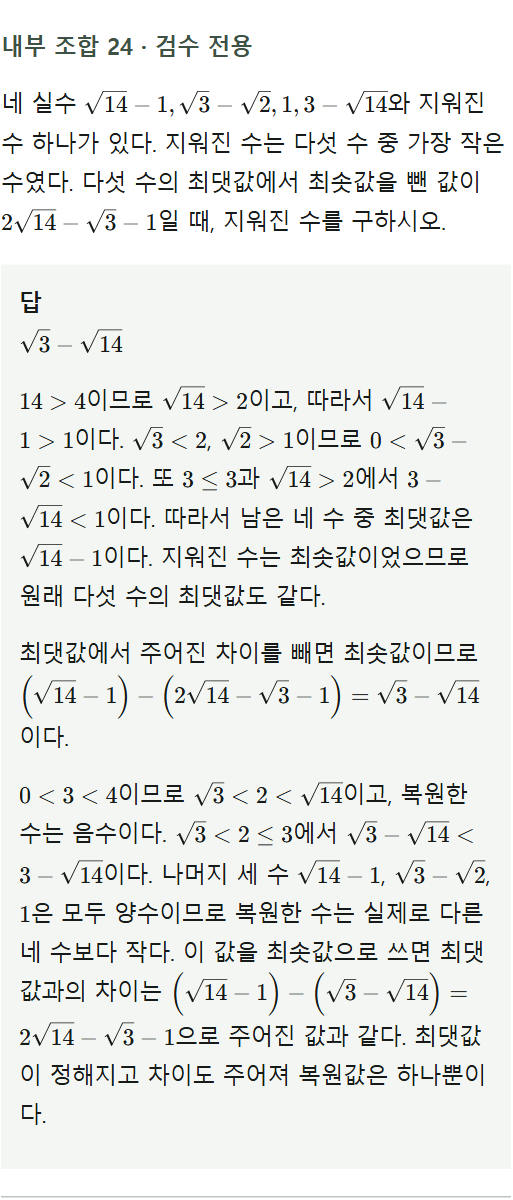 내부 조합 24 · 검수 전용
네 실수 √14 − 1, √3 − √2, 1, 3 − √14와 지워진
수 하나가 있다. 지워진 수는 다섯 수 중 가장 작은
수였다. 다섯 수의 최댓값에서 최솟값을 뺀 값이
2√14 − √3 − 1일 때, 지워진 수를 구하시오.
답
√3 − √14
14 > 4이므로 √14 > 2이고, 따라서 √14 −
1 > 1이다. √3 < 2, √2 > 1이므로 0 < √3 −
√2 < 1이다. 또 3 ≤ 3과 √14 > 2에서 3 −
√14 < 1이다. 따라서 남은 네 수 중 최댓값은
√14 − 1이다. 지워진 수는 최솟값이었으므로
원래 다섯 수의 최댓값도 같다.
최댓값에서 주어진 차이를 빼면 최솟값이므로
(√14 − 1) − (2√14 − √3 − 1) = √3 − √14
이다.
0 < 3 < 4이므로 √3 < 2 < √14이고, 복원한
수는 음수이다. √3 < 2 ≤ 3에서 √3 − √14 <
3 − √14이다. 나머지 세 수 √14 − 1, √3 − √2,
1은 모두 양수이므로 복원한 수는 실제로 다른
네 수보다 작다. 이 값을 최솟값으로 쓰면 최댓
값과의 차이는 (√14 − 1) − (√3 − √14) =
2√14 − √3 − 1으로 주어진 값과 같다. 최댓값
이 정해지고 차이도 주어져 복원값은 하나뿐이
다.